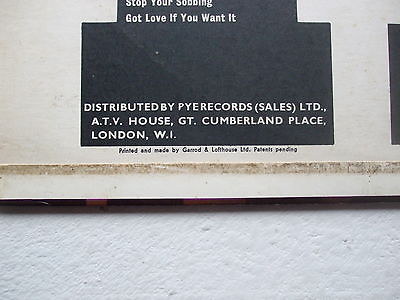 Stop Your Sobbing
Got Love If You Want It
DISTRIBUTED BY PYE RECORDS (SALES) LTD.,
A.T.V. HOUSE, GT. CUMBERLAND PLACE,
LONDON, W.I.
Printed and made by Garrod & Lofthouse Ltd. Patents pending